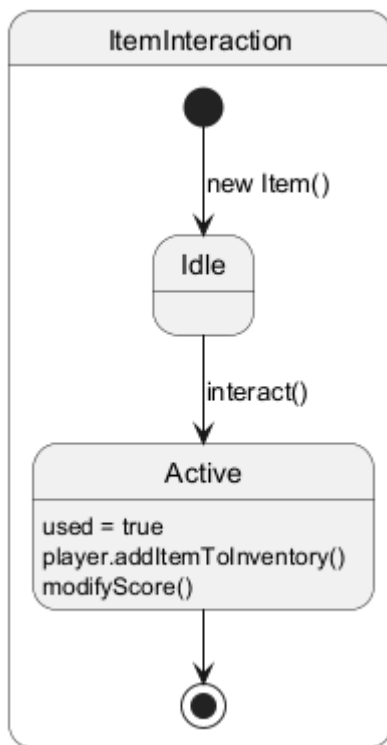 ItemInteraction
new Item()
Idle
interact()
Active
used = true
player.addItemToInventory()
modifyScore()